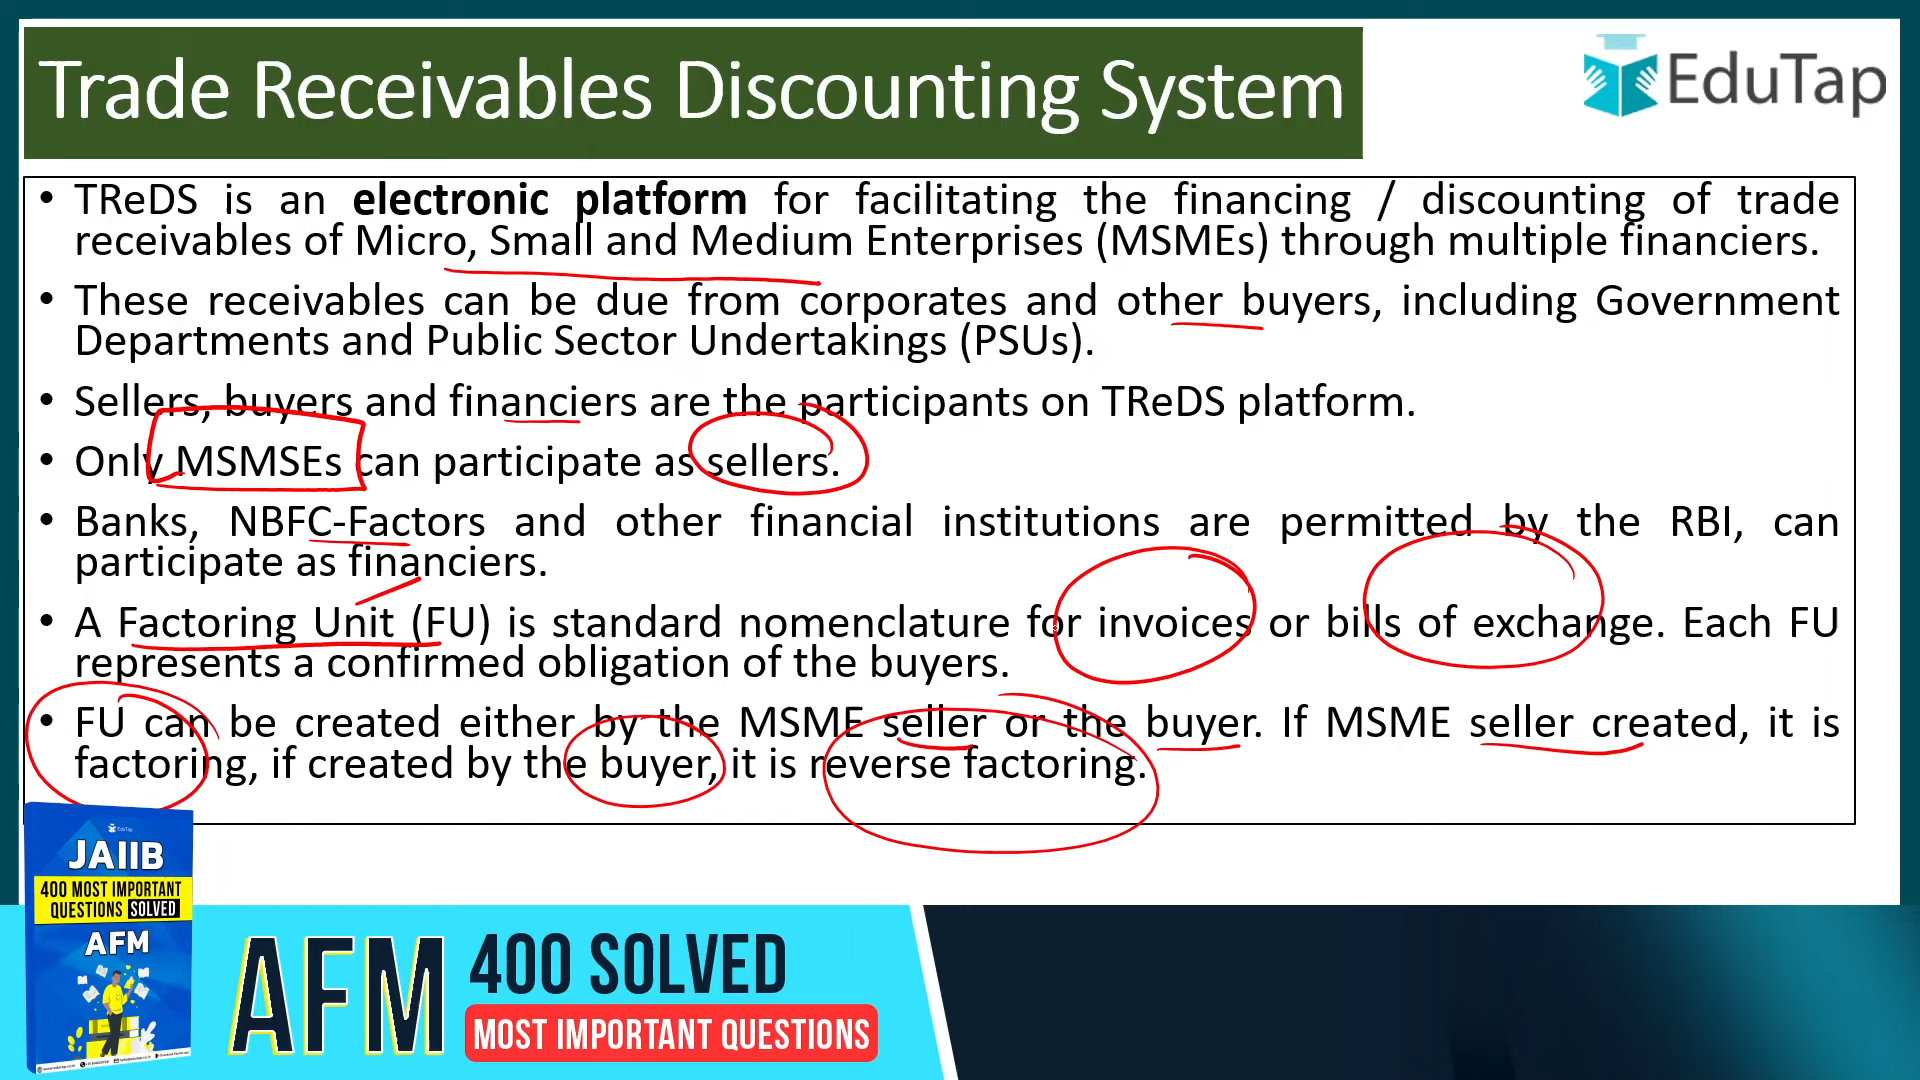 Trade Receivables Discounting System
EduTap
• TReDS is an electronic platform for facilitating the financing / discounting of trade
receivables of Micro, Small and Medium Enterprises (MSMEs) through multiple financiers.
• These receivables can be due from corporates and other buyers, including Government
Departments and Public Sector Undertakings (PSUs).
• Sellers, buyers and financiers are the participants on TReDS platform.
• Only MSMSEs can participate as sellers.
• Banks, NBFC-Factors and other financial institutions are permitted by the RBI, can
participate as financiers.
• A Factoring Unit (FU) is standard nomenclature for invoices or bills of exchange. Each FU
represents a confirmed obligation of the buyers.
• FU can be created either by the MSME seller or the buyer. If MSME seller created, it is
factoring, if created by the buyer, it is reverse factoring.
EduTap
JAIIB
400 MOST IMPORTANT
QUESTIONS SOLVED
AFM
AFM
400 SOLVED
MOST IMPORTANT QUESTIONS